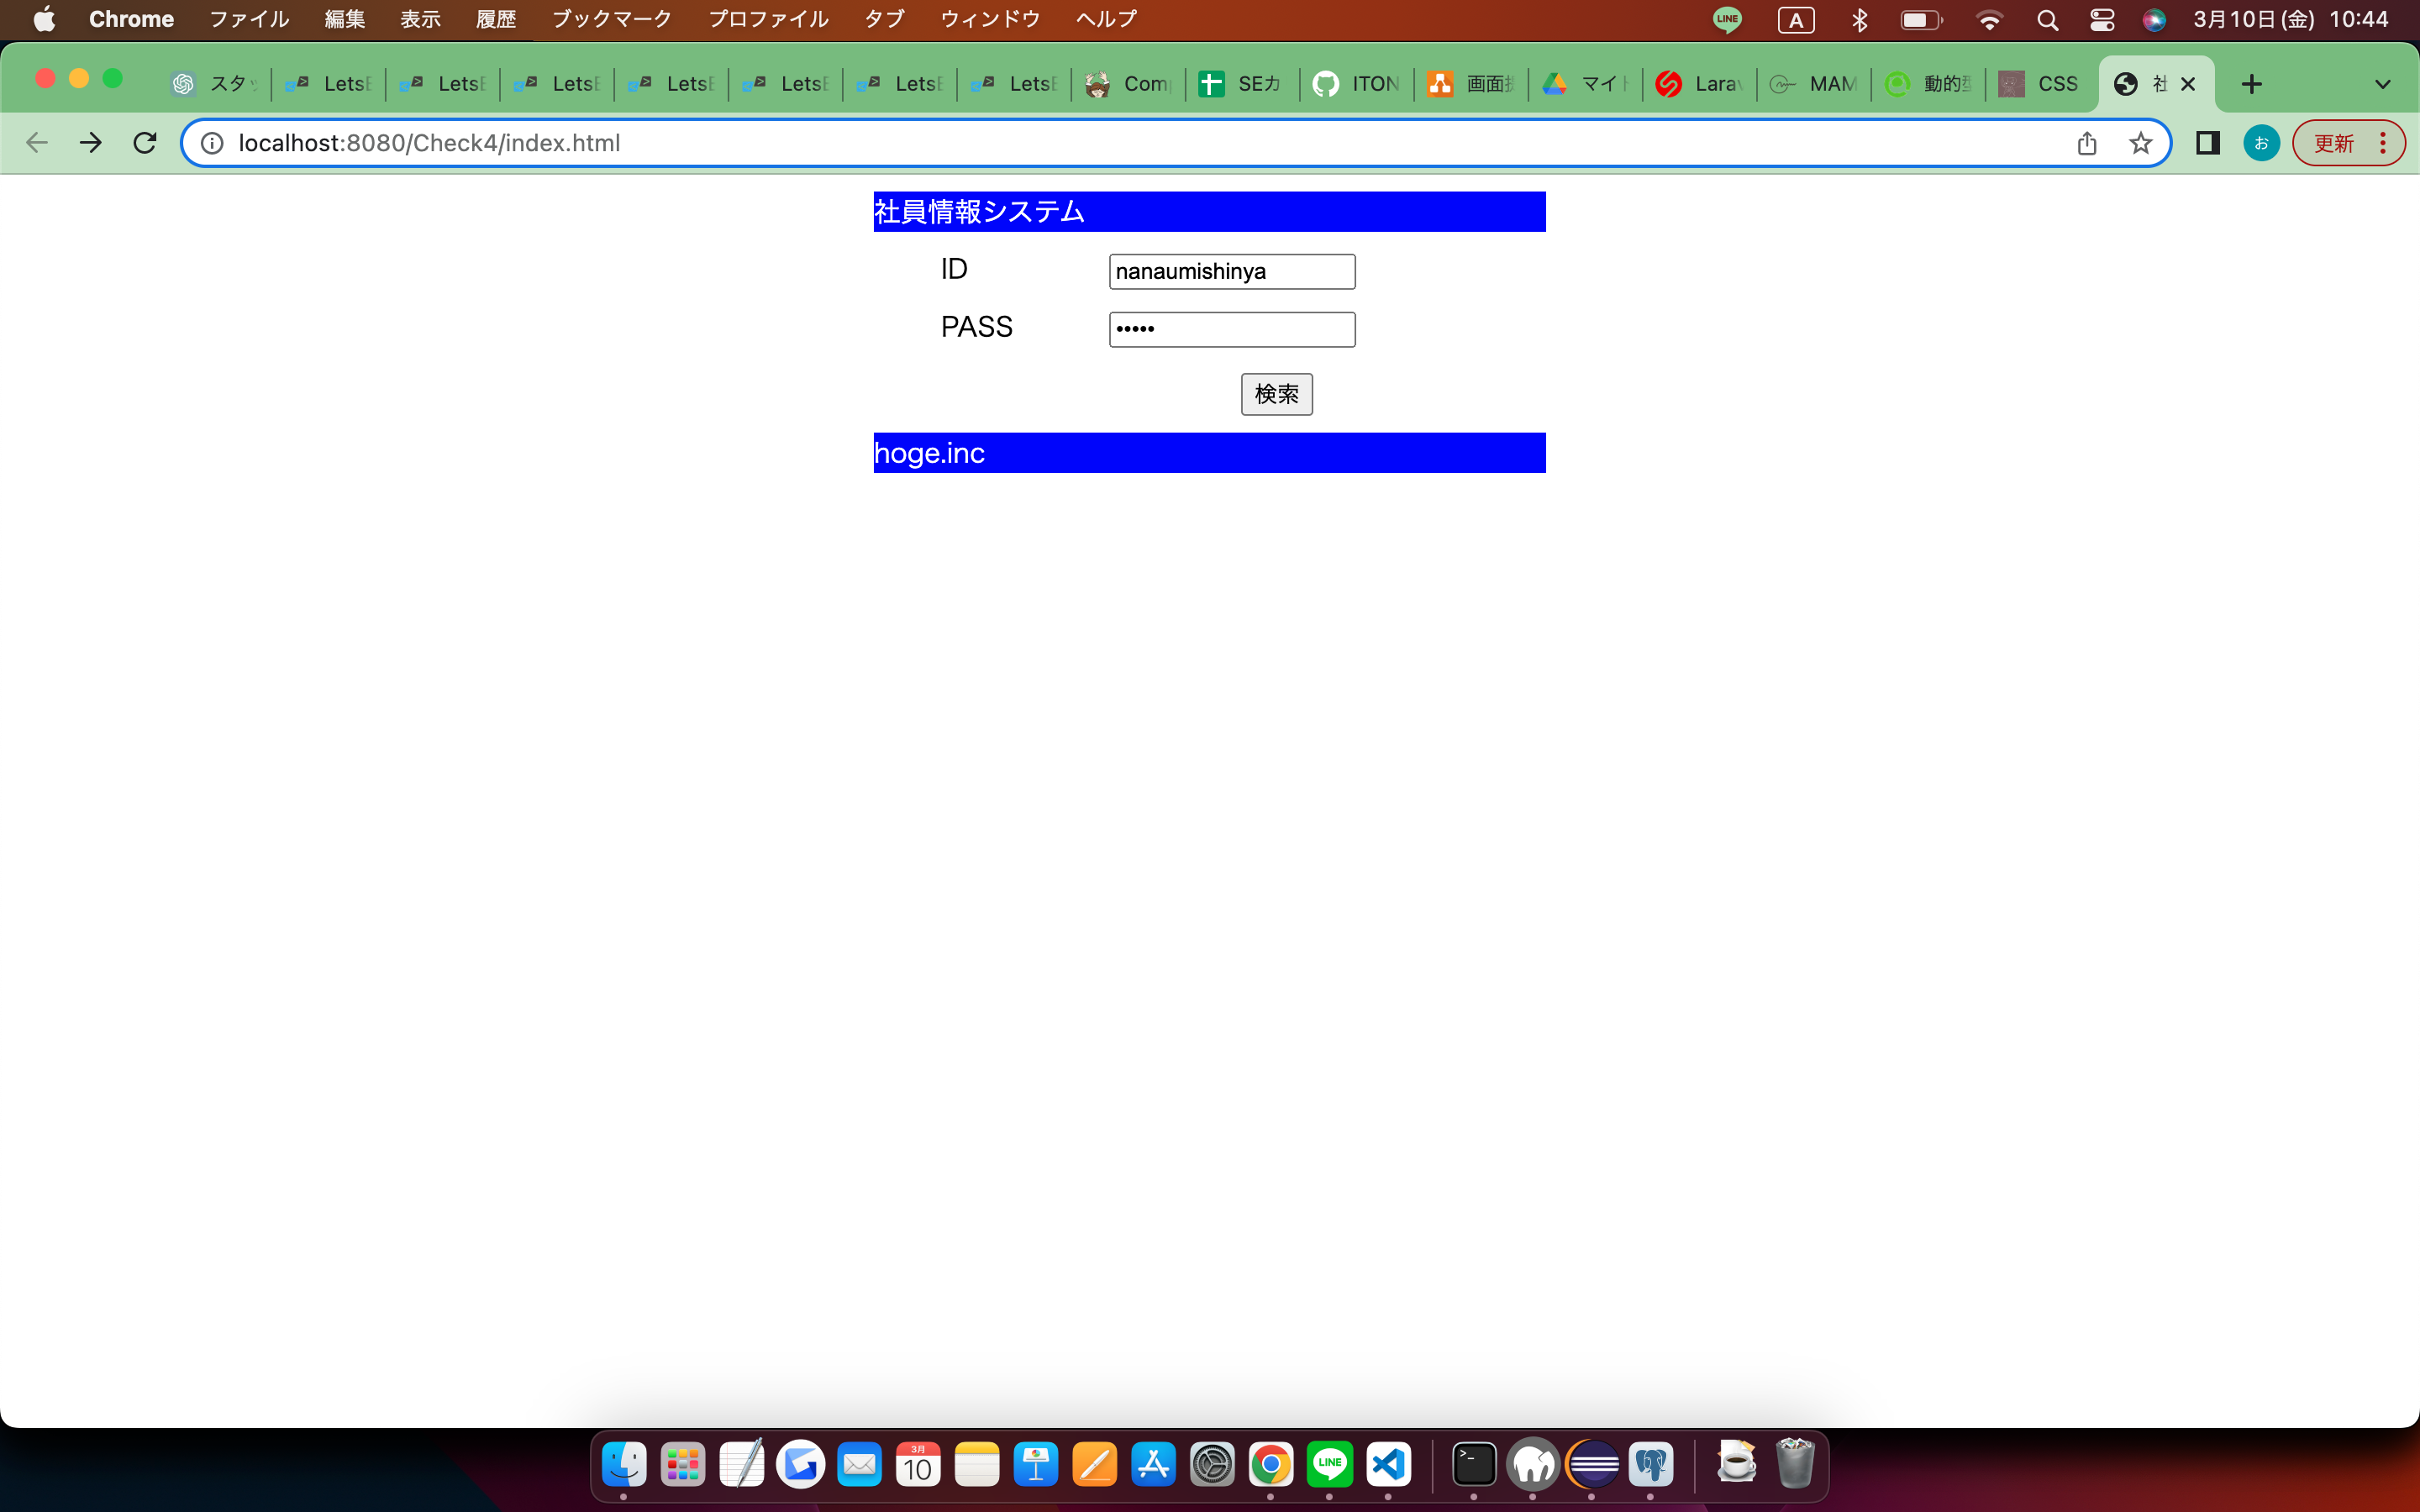 Chrome ファイル 編集 表示 履歴 ブックマーク プロファイル タブ ウィンドウ ヘルプ LINE A 3月10日(金) 10:44
スタッ LetsE LetsE LetsE LetsE LetsE LetsE LetsE Com SEカ ITON 画面 マイド Larav MAM 動的型 CSS 社
localhost:8080/Check4/index.html お 更新
社員情報システム
ID nanaumishinya
PASS •••••
検索
hoge.inc
3月
10 LINE